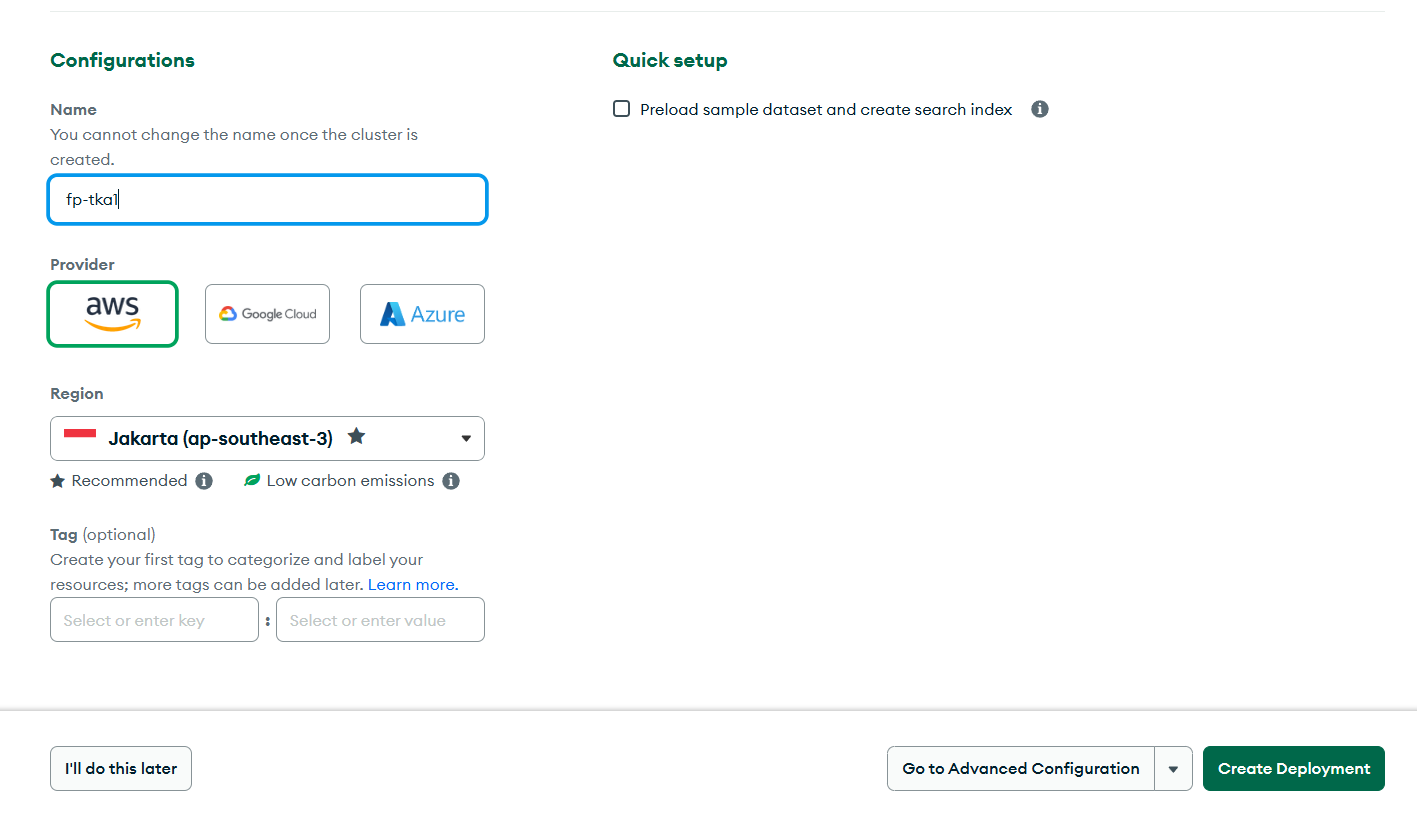 Configurations
Name
You cannot change the name once the cluster is
created.
fp-tka1
Provider
aws
Google Cloud
Azure
Region
Jakarta (ap-southeast-3)
Recommended
Low carbon emissions
Tag (optional)
Create your first tag to categorize and label your
resources; more tags can be added later. Learn more.
Select or enter key : Select or enter value
Quick setup
Preload sample dataset and create search index
I'll do this later
Go to Advanced Configuration
Create Deployment